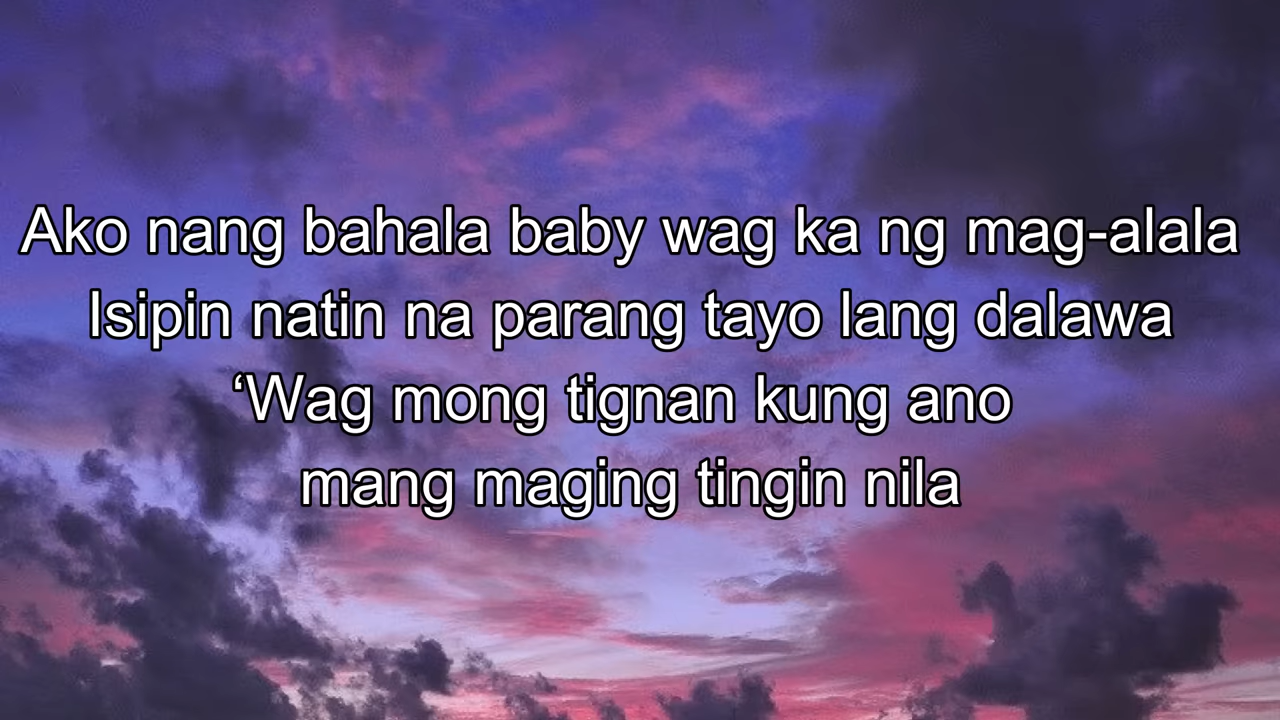 Ako nang bahala baby wag ka ng mag-alala
Isipin natin na parang tayo lang dalawa
‘Wag mong tignan kung ano
mang maging tingin nila